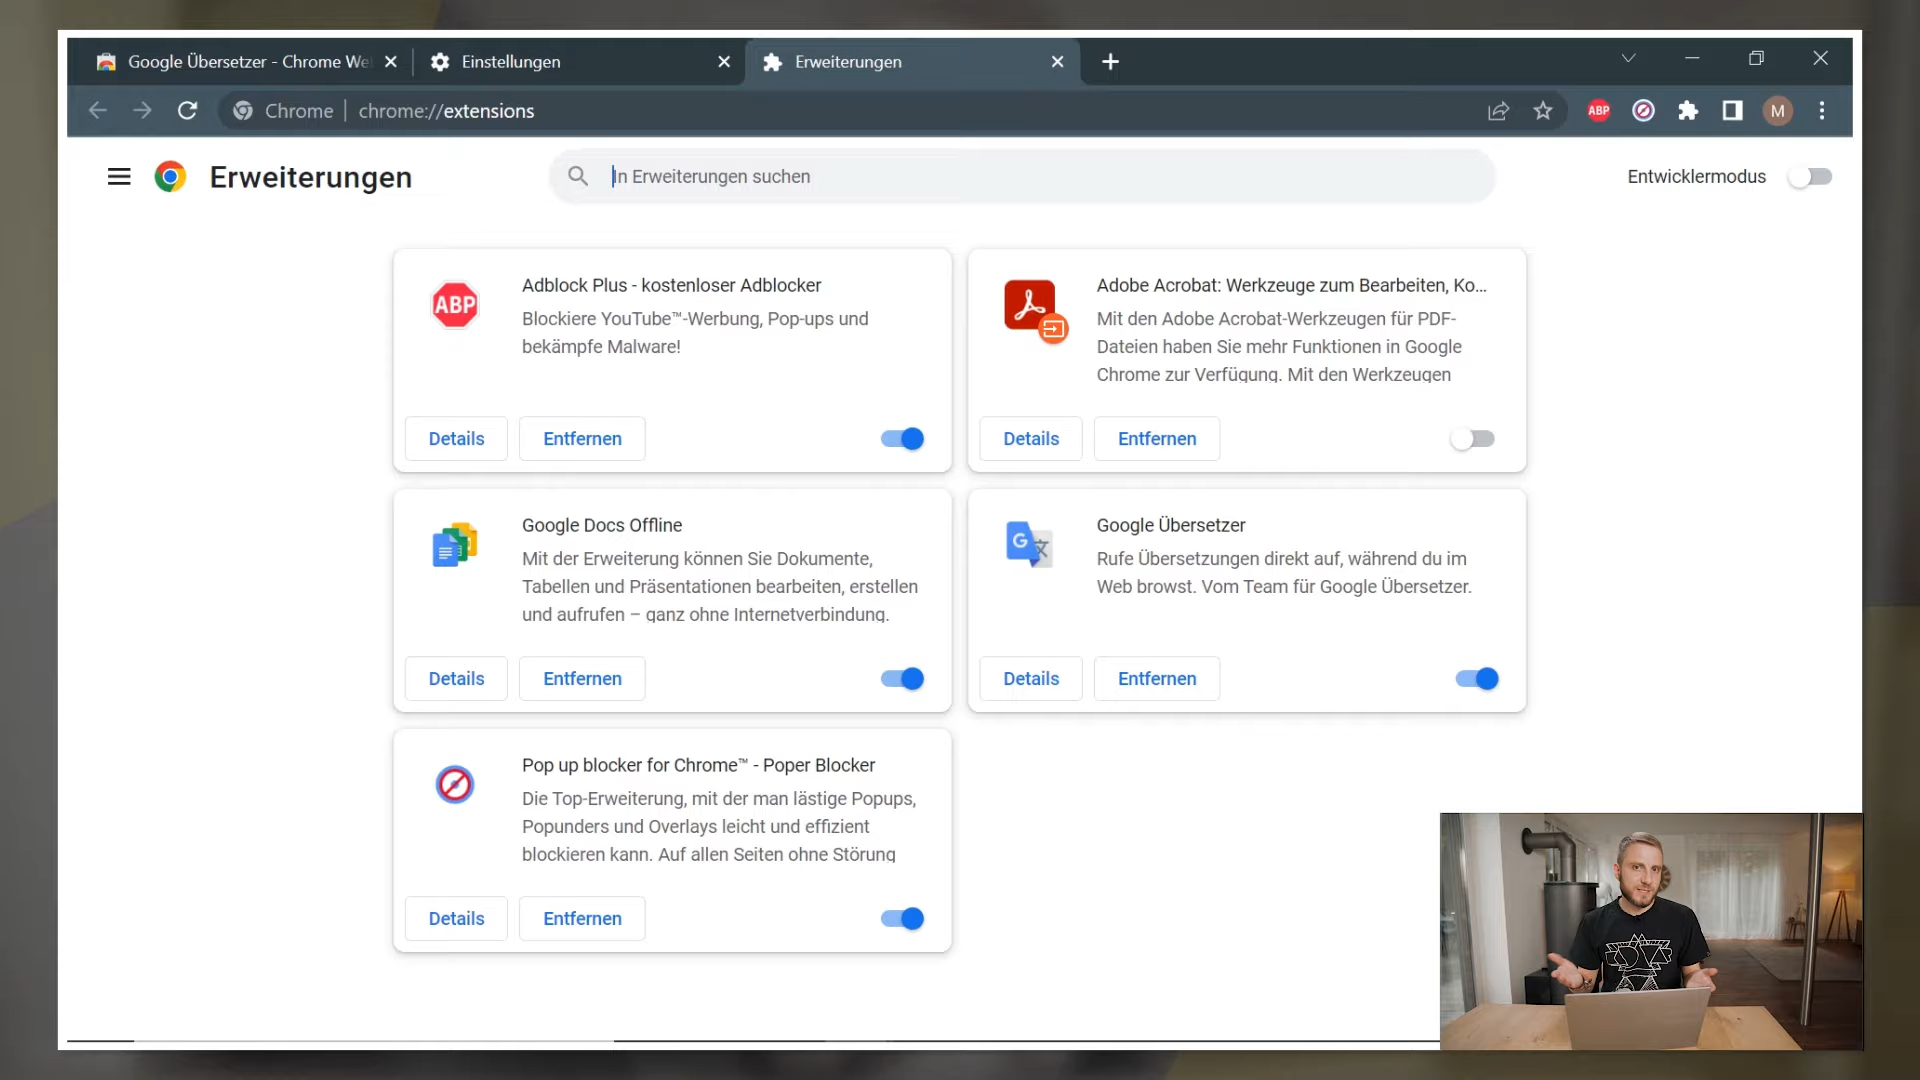 Google Übersetzer - Chrome We
Einstellungen
Erweiterungen
Chrome
chrome://extensions
ABP
M
Erweiterungen
In Erweiterungen suchen
Entwicklermodus
ABP
Adblock Plus - kostenloser Adblocker
Blockiere YouTube™-Werbung, Pop-ups und
bekämpfe Malware!
Details
Entfernen
Adobe Acrobat: Werkzeuge zum Bearbeiten, Ko...
Mit den Adobe Acrobat-Werkzeugen für PDF-
Dateien haben Sie mehr Funktionen in Google
Chrome zur Verfügung. Mit den Werkzeugen
Details
Entfernen
Google Docs Offline
Mit der Erweiterung können Sie Dokumente,
Tabellen und Präsentationen bearbeiten, erstellen
und aufrufen – ganz ohne Internetverbindung.
Details
Entfernen
G文
Google Übersetzer
Rufe Übersetzungen direkt auf, während du im
Web browst. Vom Team für Google Übersetzer.
Details
Entfernen
Pop up blocker for Chrome™ - Poper Blocker
Die Top-Erweiterung, mit der man lästige Popups,
Popunders und Overlays leicht und effizient
blockieren kann. Auf allen Seiten ohne Störung
Details
Entfernen